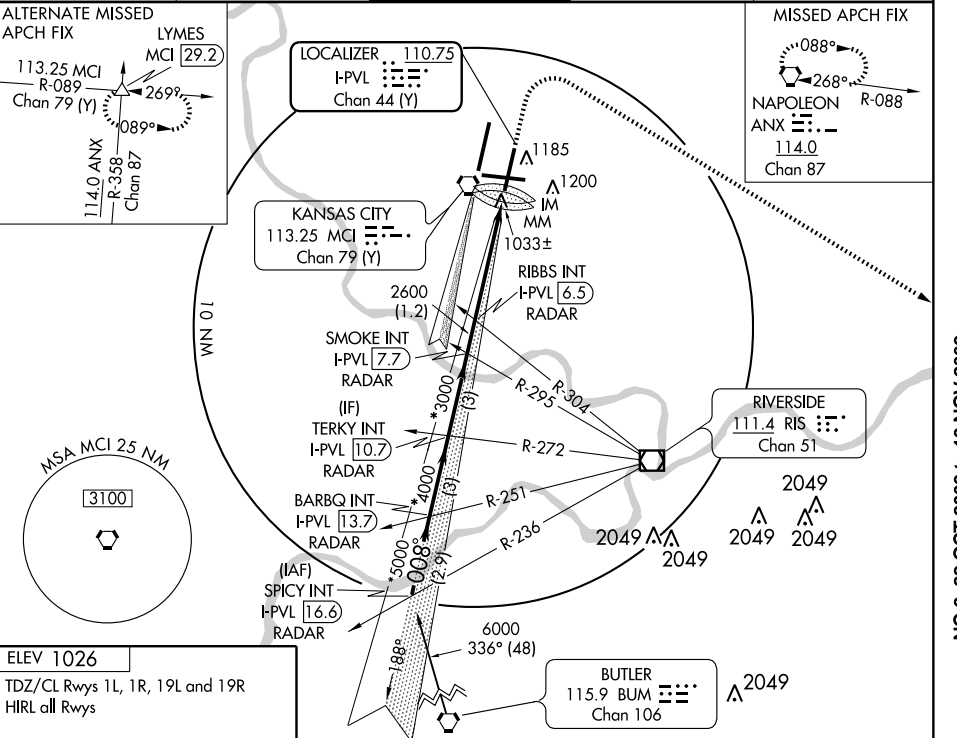 ALTERNATE MISSED
APCH FIX
LYMES
MCI 29.2
113.25 MCI
R-089
Chan 79 (Y)
269°
089°
114.0 ANX
R-358
Chan 87
LOCALIZER 110.75
I-PVL
Chan 44 (Y)
MISSED APCH FIX
088°
268°
R-088
NAPOLEON
ANX
114.0
Chan 87
1185
1200
IM
MM
1033±
KANSAS CITY
113.25 MCI
Chan 79 (Y)
RIBBS INT
I-PVL 6.5
RADAR
2600
(1.2)
SMOKE INT
I-PVL 7.7
RADAR
*3000
(3)
R-304
R-295
10 NM
(IF)
TERKY INT
I-PVL 10.7
RADAR
R-272
RIVERSIDE
111.4 RIS
Chan 51
*4000
(3)
MSA MCI 25 NM
3100
BARBQ INT
I-PVL 13.7
RADAR
R-251
R-236
2049
2049
2049
2049
2049
*5000
008°
(2.9)
(IAF)
SPICY INT
I-PVL 16.6
RADAR
188°
6000
336° (48)
BUTLER
115.9 BUM
Chan 106
2049
ELEV 1026
TDZ/CL Rwys 1L, 1R, 19L and 19R
HIRL all Rwys